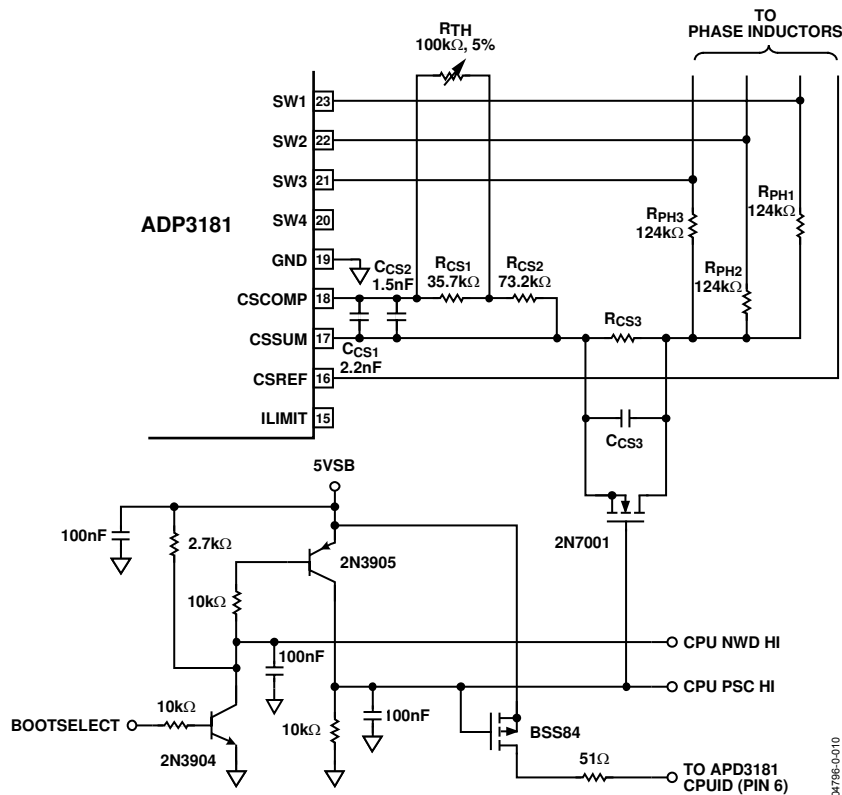 TO
PHASE INDUCTORS
RTH
100kΩ, 5%
SW1 23
SW2 22
SW3 21
SW4 20
ADP3181
GND 19
CSCOMP 18
CSSUM 17
CSREF 16
ILIMIT 15
CCS2
1.5nF
RCS1
35.7kΩ
RCS2
73.2kΩ
CCS1
2.2nF
RPH3
124kΩ
RPH1
124kΩ
RPH2
124kΩ
RCS3
CCS3
2N7001
5VSB
100nF
2.7kΩ
2N3905
10kΩ
CPU NWD HI
100nF
CPU PSC HI
10kΩ
BOOTSELECT
2N3904
10kΩ
100nF
BSS84
51Ω
TO APD3181
CPUID (PIN 6)
04796-0-010